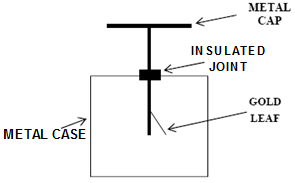 METAL
CAP
INSULATED
JOINT
GOLD
LEAF
METAL CASE